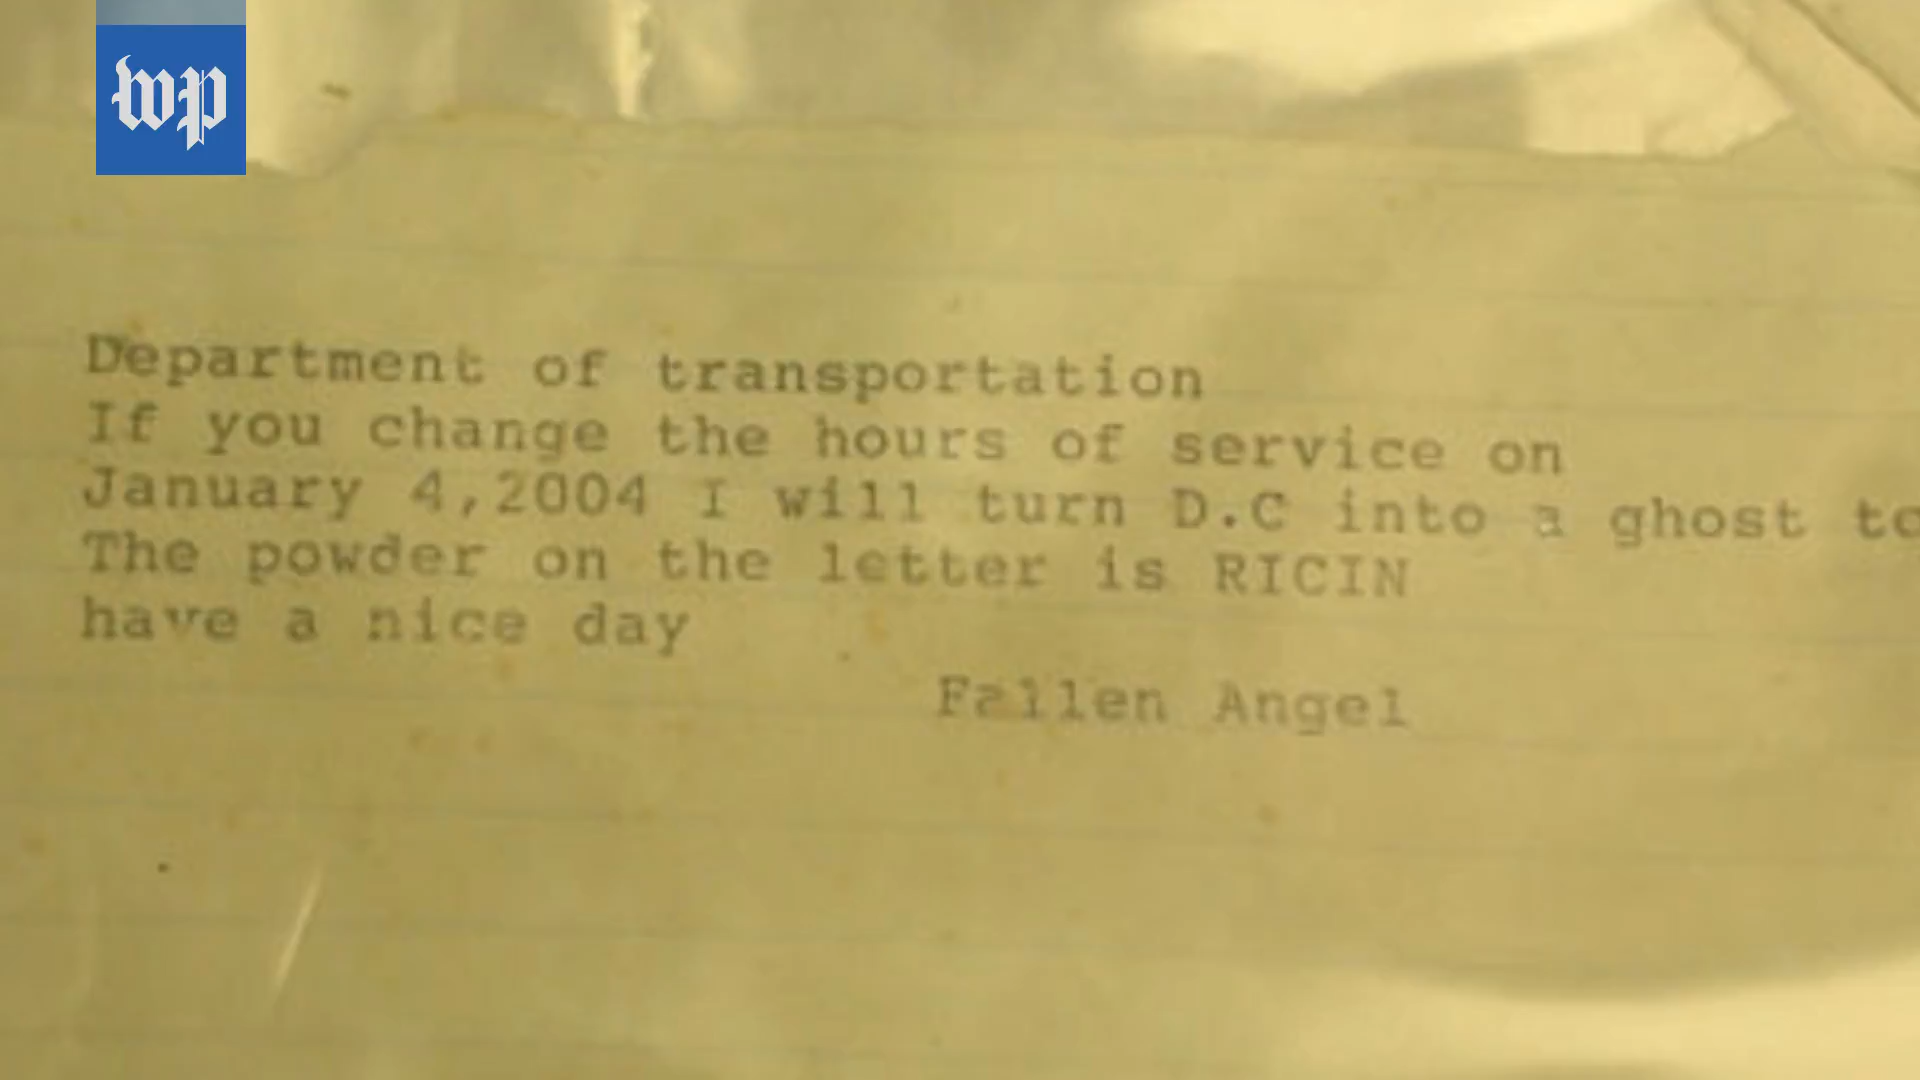 wp
Department of transportation
If you change the hours of service on
January 4,2004 I will turn D.C into a ghost
The powder on the letter is RICIN
have a nice day
Fallen Angel